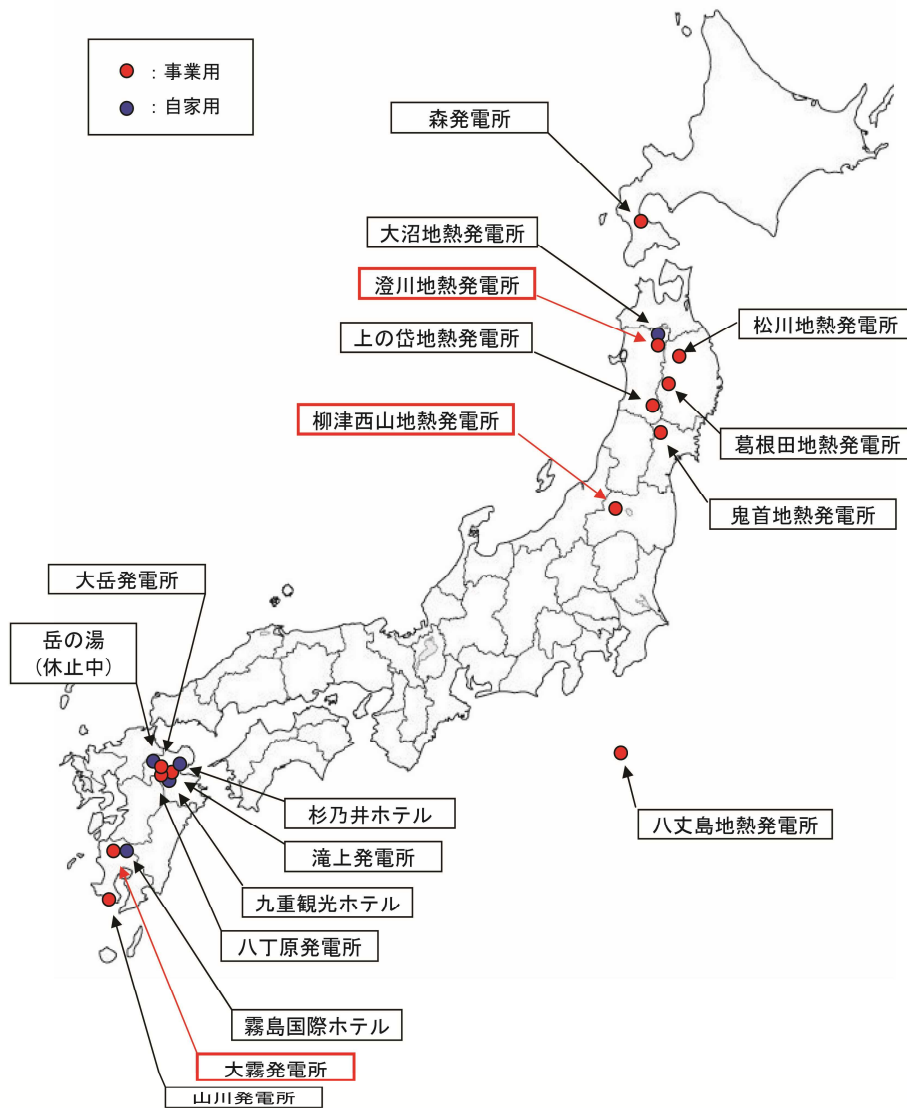 ：事業用
：自家用
森発電所
大沼地熱発電所
澄川地熱発電所
松川地熱発電所
上の岱地熱発電所
柳津西山地熱発電所
葛根田地熱発電所
鬼首地熱発電所
大岳発電所
岳の湯
（休止中）
杉乃井ホテル
八丈島地熱発電所
滝上発電所
九重観光ホテル
八丁原発電所
霧島国際ホテル
大霧発電所
山川発電所